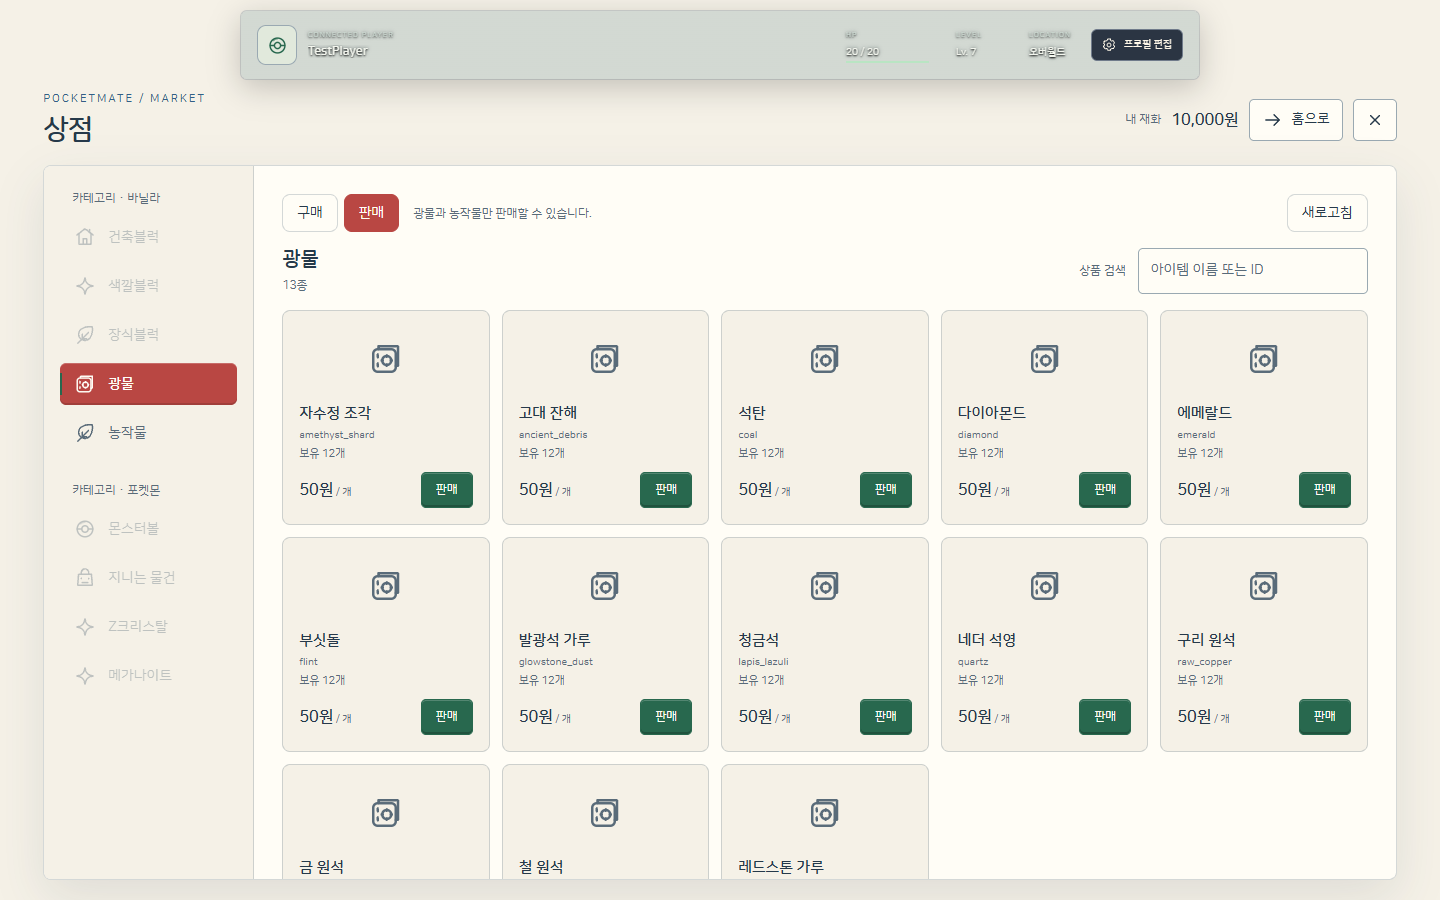 CONNECTED PLAYER
TestPlayer
HP
20 / 20
LEVEL
Lv. 7
LOCATION
오버월드
프로필 편집
POCKETMATE / MARKET
상점
내 재화 10,000원
홈으로
카테고리 · 바닐라
건축블럭
색깔블럭
장식블럭
광물
농작물
카테고리 · 포켓몬
몬스터볼
지니는 물건
Z크리스탈
메가나이트
구매
판매
광물과 농작물만 판매할 수 있습니다.
새로고침
광물
13종
상품 검색
아이템 이름 또는 ID
자수정 조각
amethyst_shard
보유 12개
50원 / 개
판매
고대 잔해
ancient_debris
보유 12개
50원 / 개
판매
석탄
coal
보유 12개
50원 / 개
판매
다이아몬드
diamond
보유 12개
50원 / 개
판매
에메랄드
emerald
보유 12개
50원 / 개
판매
부싯돌
flint
보유 12개
50원 / 개
판매
발광석 가루
glowstone_dust
보유 12개
50원 / 개
판매
청금석
lapis_lazuli
보유 12개
50원 / 개
판매
네더 석영
quartz
보유 12개
50원 / 개
판매
구리 원석
raw_copper
보유 12개
50원 / 개
판매
금 원석
철 원석
레드스톤 가루